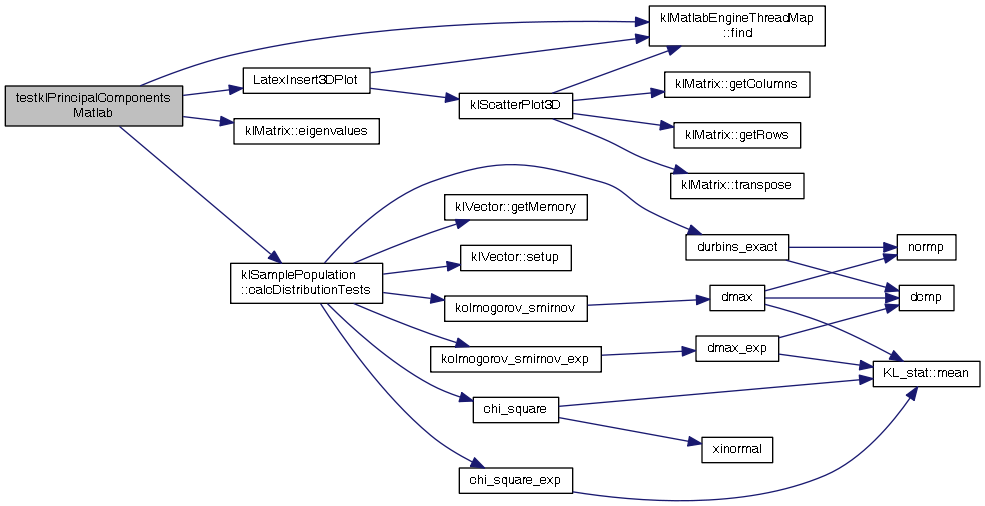 testklPrincipalComponents
Matlab
LatexInsert3DPlot
klMatrix::eigenvalues
klSamplePopulation
::calcDistributionTests
klMatlabEngineThreadMap
::find
klScatterPlot3D
klMatrix::getColumns
klMatrix::getRows
klMatrix::transpose
klVector::getMemory
klVector::setup
kolmogorov_smirnov
kolmogorov_smirnov_exp
chi_square
chi_square_exp
durbins_exact
dmax
dmax_exp
xinormal
normp
dcmp
KL_stat::mean